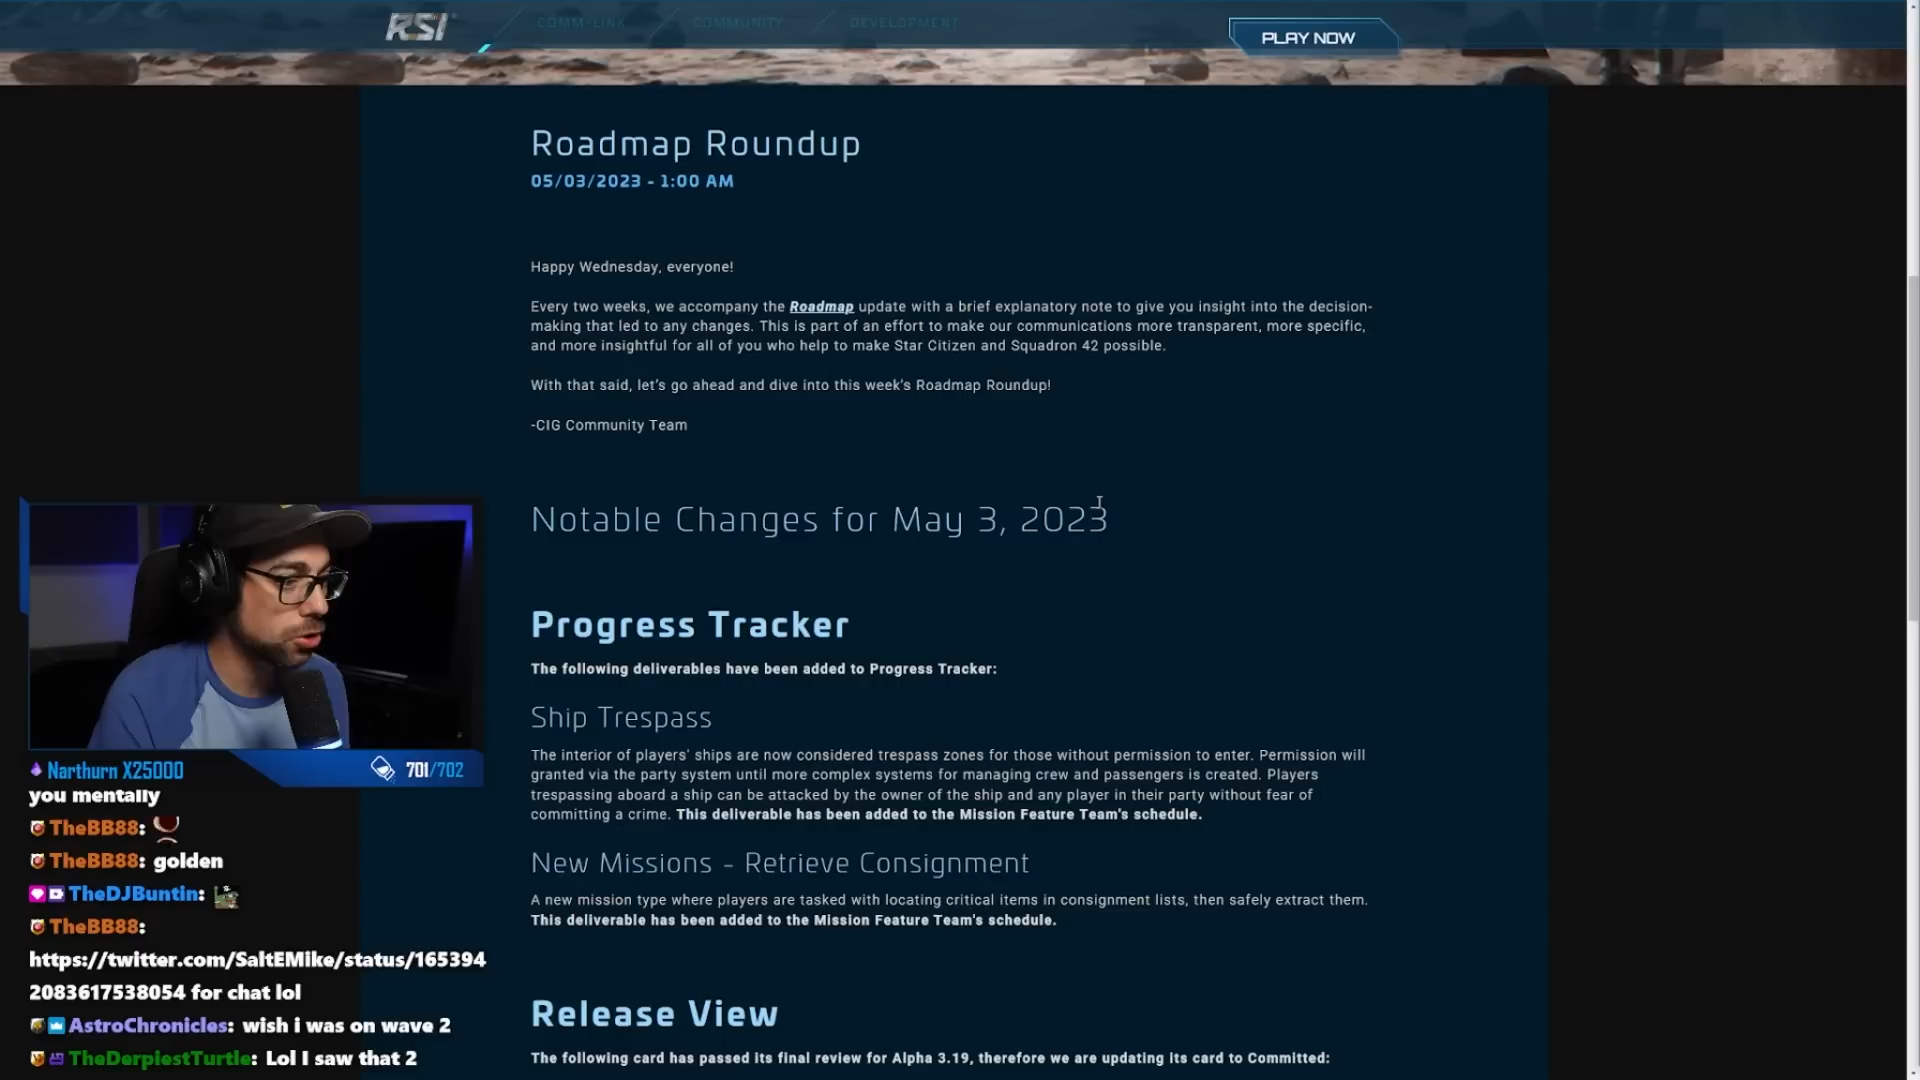 RSI
COMM-LINK
COMMUNITY
DEVELOPMENT
PLAY NOW
Roadmap Roundup
05/03/2023 - 1:00 AM
Happy Wednesday, everyone!
Every two weeks, we accompany the Roadmap update with a brief explanatory note to give you insight into the decision-
making that led to any changes. This is part of an effort to make our communications more transparent, more specific,
and more insightful for all of you who help to make Star Citizen and Squadron 42 possible.
With that said, let's go ahead and dive into this week's Roadmap Roundup!
-CIG Community Team
Notable Changes for May 3, 2023
Progress Tracker
The following deliverables have been added to Progress Tracker:
Ship Trespass
The interior of players' ships are now considered trespass zones for those without permission to enter. Permission will
granted via the party system until more complex systems for managing crew and passengers is created. Players
trespassing aboard a ship can be attacked by the owner of the ship and any player in their party without fear of
committing a crime. This deliverable has been added to the Mission Feature Team's schedule.
New Missions - Retrieve Consignment
A new mission type where players are tasked with locating critical items in consignment lists, then safely extract them.
This deliverable has been added to the Mission Feature Team's schedule.
Release View
The following card has passed its final review for Alpha 3.19, therefore we are updating its card to Committed:
Narthurn X25000
701/702
you mentally
TheBB88:
TheBB88: golden
TheDJBuntin:
TheBB88:
https://twitter.com/SaltEMike/status/165394
2083617538054 for chat lol
AstroChronicles: wish i was on wave 2
TheDerpiestTurtle: Lol I saw that 2